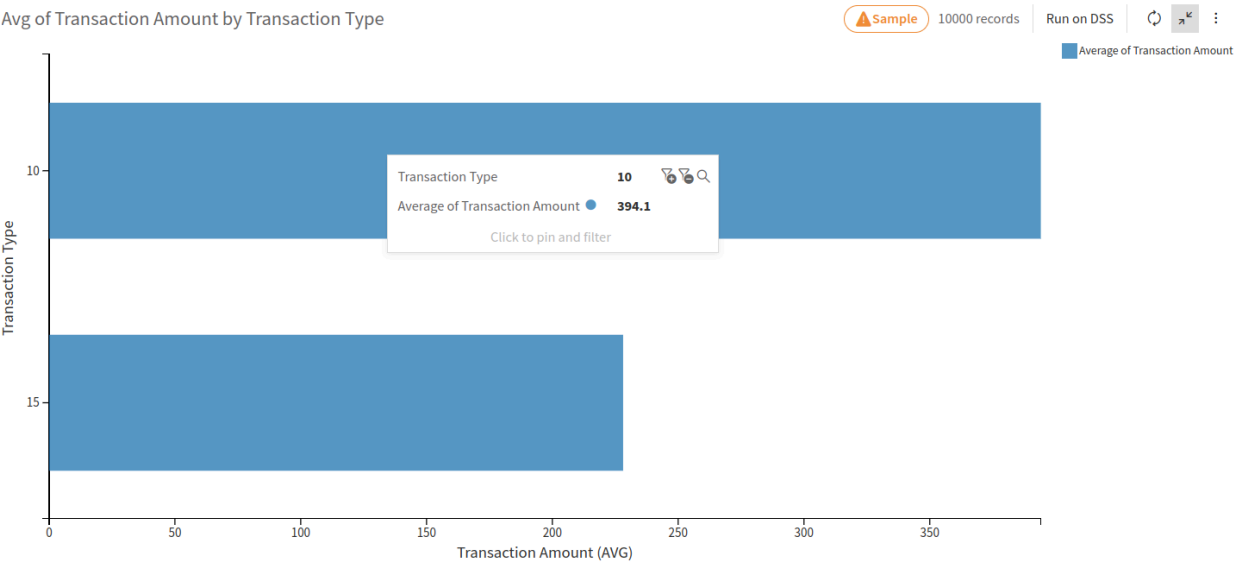 Avg of Transaction Amount by Transaction Type
Sample 10000 records Run on DSS
Average of Transaction Amount
Transaction Type
10
15
Transaction Type 10
Average of Transaction Amount 394.1
Click to pin and filter
0 50 100 150 200 250 300 350
Transaction Amount (AVG)